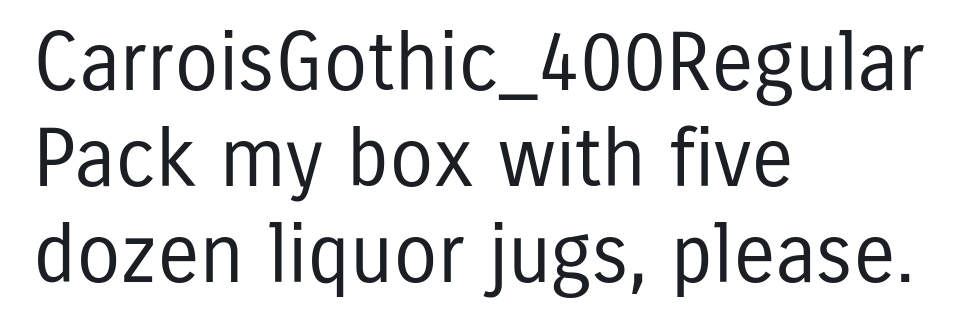 CarroisGothic_400Regular
Pack my box with five
dozen liquor jugs, please.